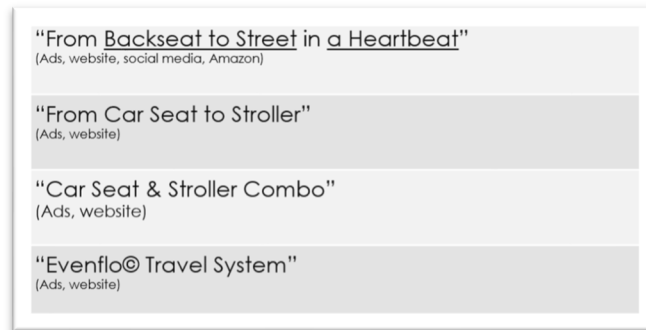 “From Backseat to Street in a Heartbeat”
(Ads, website, social media, Amazon)
“From Car Seat to Stroller”
(Ads, website)
“Car Seat & Stroller Combo”
(Ads, website)
“Evenflo© Travel System”
(Ads, website)